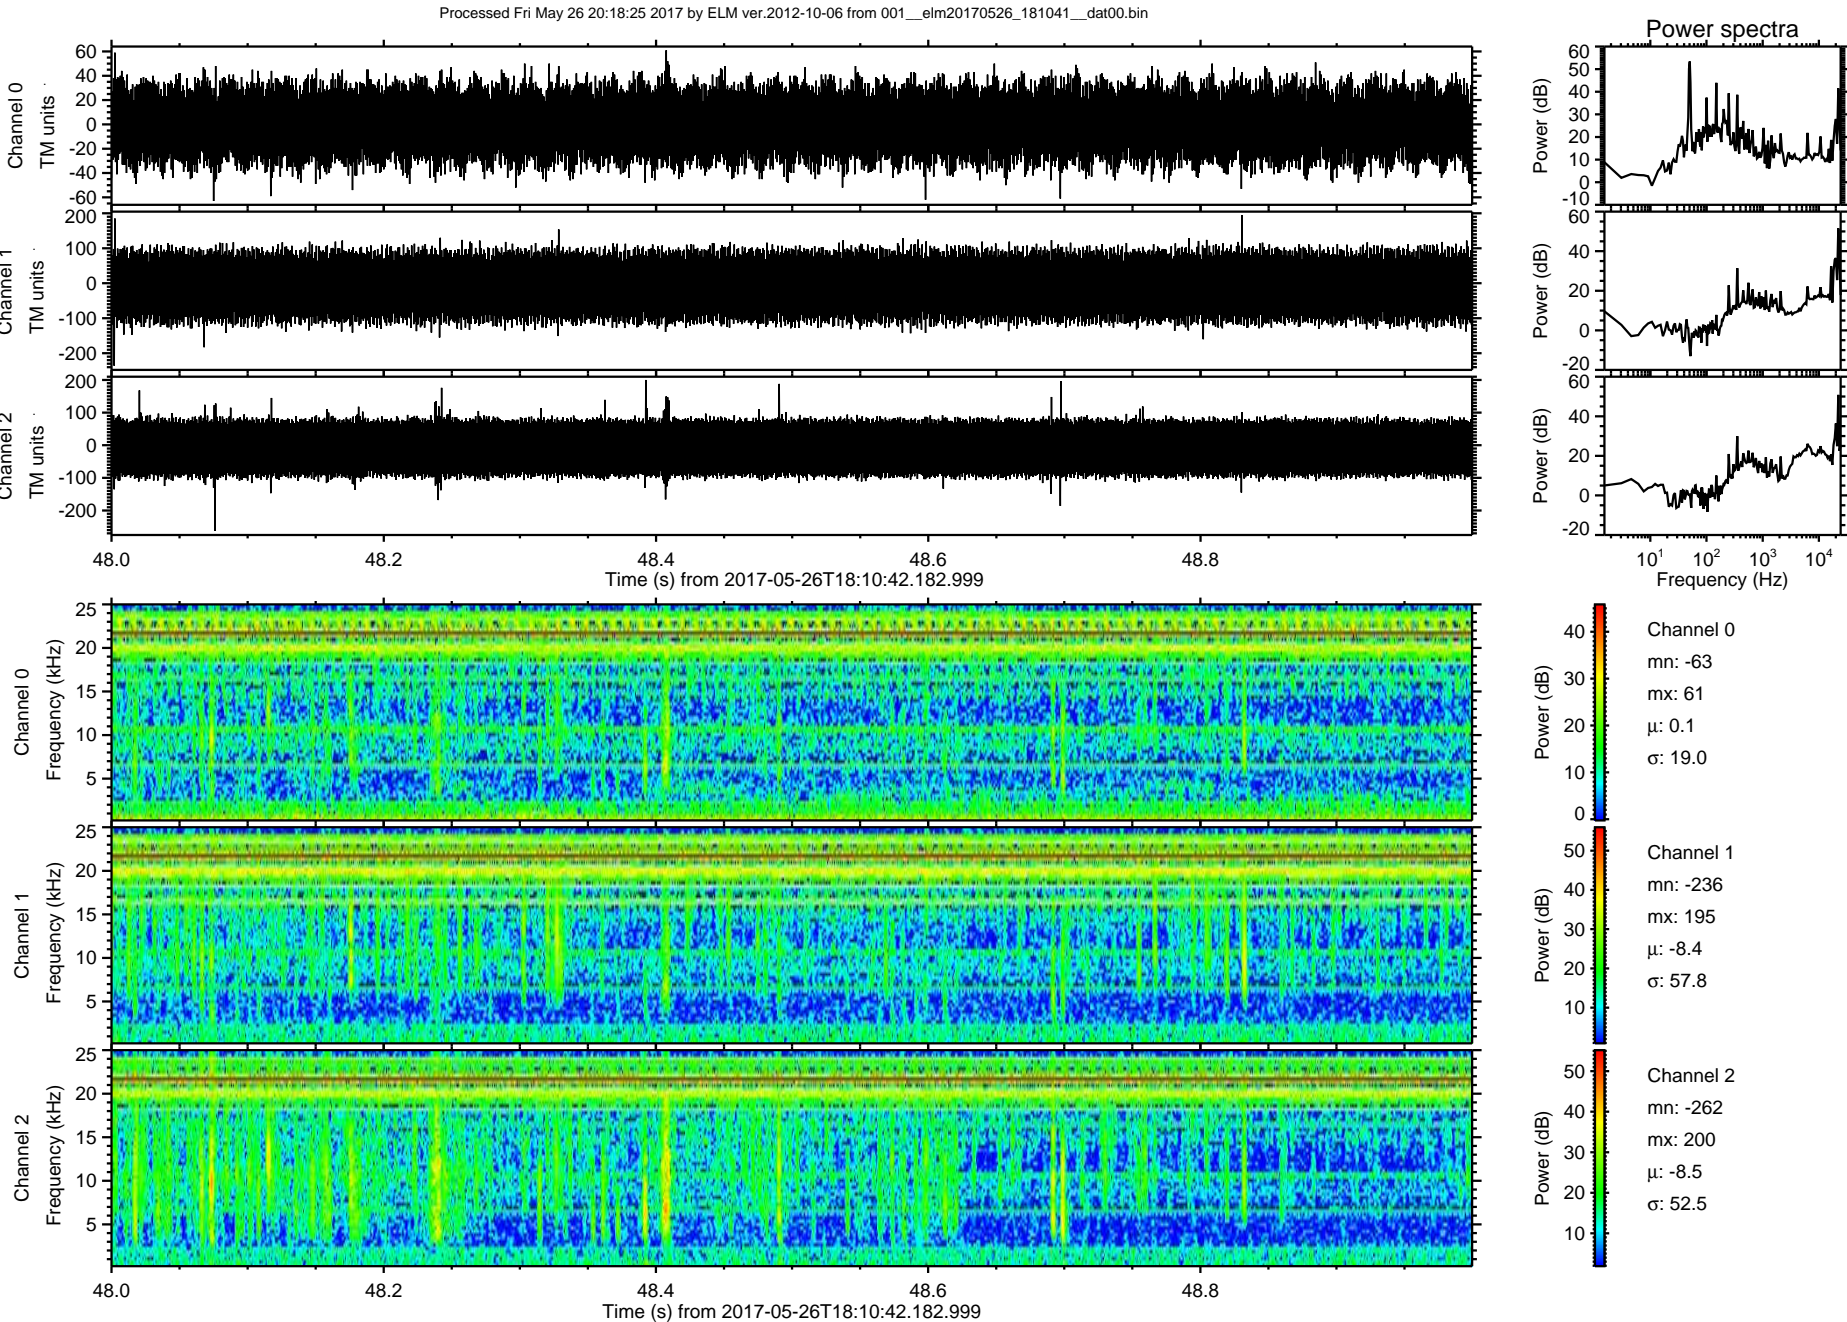 Processed Fri May 26 20:18:25 2017 by ELM ver.2012-10-06 from 001__elm20170526_181041__dat00.bin
Power spectra
Channel 0
TM units
60
40
20
0
-20
-40
-60
Power (dB)
60
50
40
30
20
10
0
-10
Channel 1
TM units
200
100
0
-100
-200
Power (dB)
60
40
20
0
-20
Channel 2
TM units
200
100
0
-100
-200
Power (dB)
60
40
20
0
-20
48.0 48.2 48.4 48.6 48.8
Time (s) from 2017-05-26T18:10:42.182.999
10¹ 10² 10³ 10⁴
Frequency (Hz)
Channel 0
Frequency (kHz)
25
20
15
10
5
Power (dB)
40
30
20
10
0
Channel 0
mn: -63
mx: 61
μ: 0.1
σ: 19.0
Channel 1
Frequency (kHz)
25
20
15
10
5
Power (dB)
50
40
30
20
10
Channel 1
mn: -236
mx: 195
μ: -8.4
σ: 57.8
Channel 2
Frequency (kHz)
25
20
15
10
5
Power (dB)
50
40
30
20
10
Channel 2
mn: -262
mx: 200
μ: -8.5
σ: 52.5
48.0 48.2 48.4 48.6 48.8
Time (s) from 2017-05-26T18:10:42.182.999